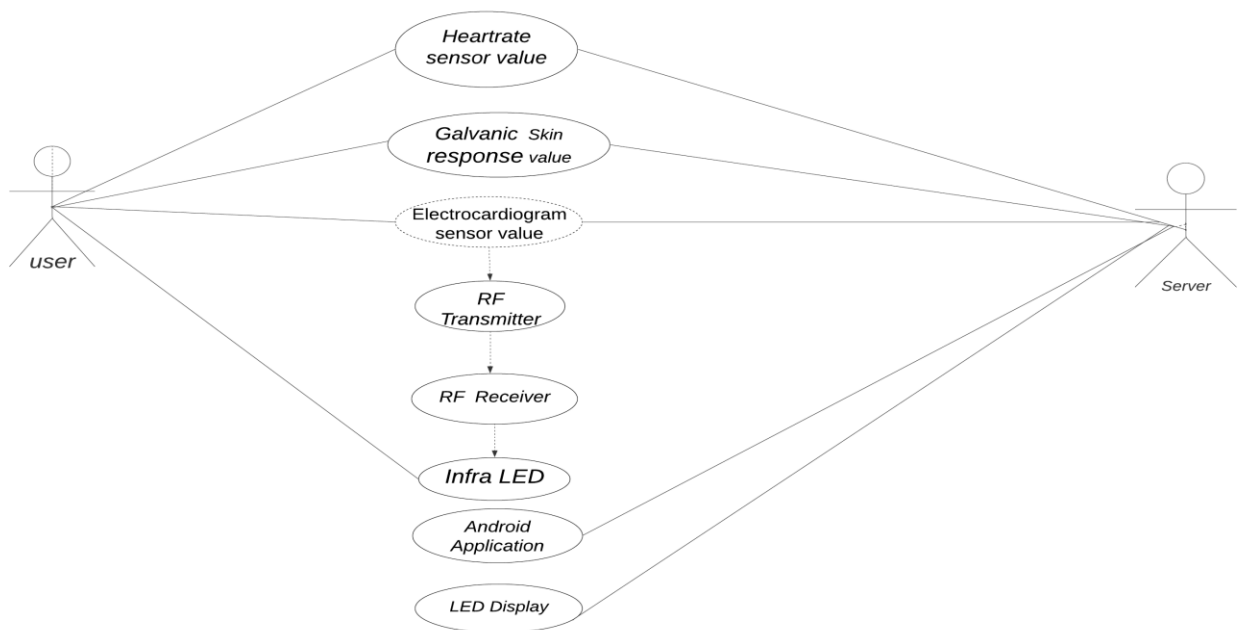 Heartrate
sensor value
Galvanic Skin
response value
Electrocardiogram
sensor value
user
Server
RF
Transmitter
RF Receiver
Infra LED
Android
Application
LED Display